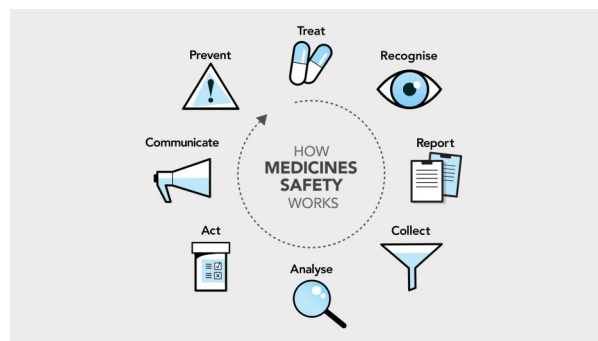 Treat
Recognise
Report
Collect
Analyse
Act
Communicate
Prevent
HOW
MEDICINES
SAFETY
WORKS